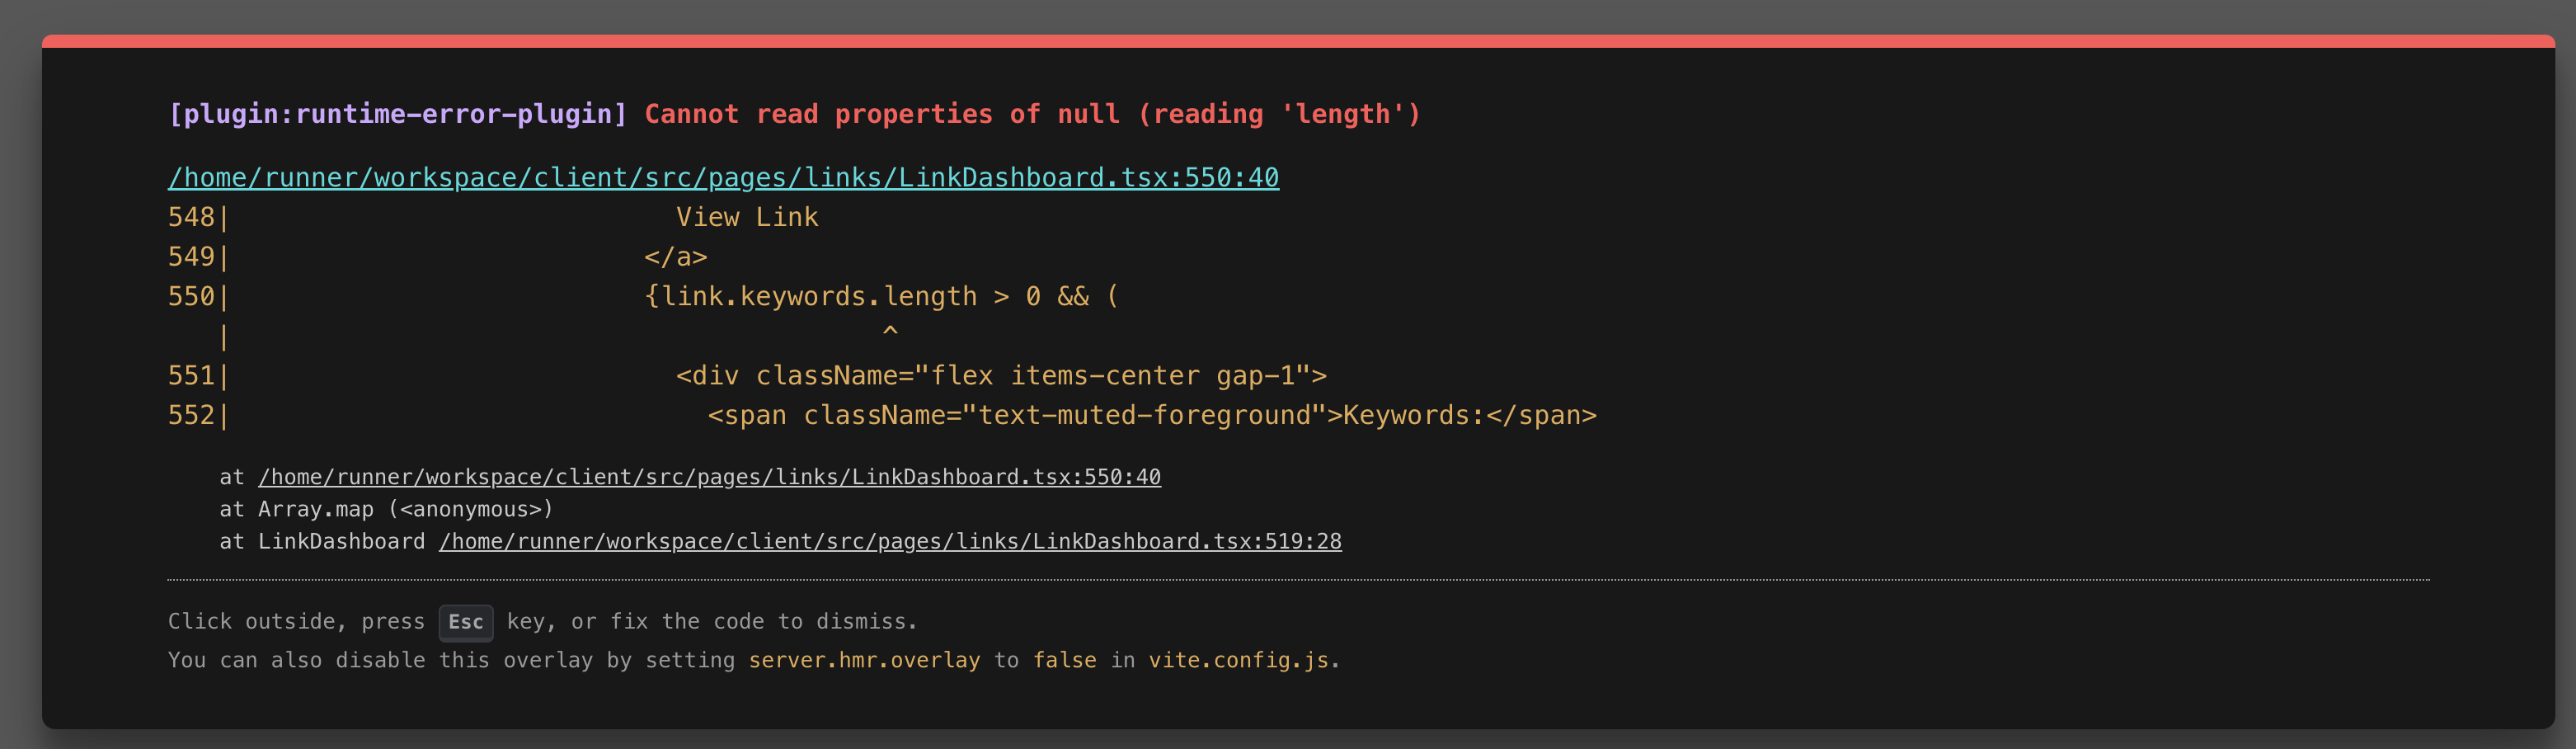 [plugin:runtime-error-plugin] Cannot read properties of null (reading 'length')
/home/runner/workspace/client/src/pages/links/LinkDashboard.tsx:550:40
548|                            View Link
549|                          </a>
550|                          {link.keywords.length > 0 && (
   |                                         ^
551|                            <div className="flex items-center gap-1">
552|                              <span className="text-muted-foreground">Keywords:</span>
    at /home/runner/workspace/client/src/pages/links/LinkDashboard.tsx:550:40
    at Array.map (<anonymous>)
    at LinkDashboard /home/runner/workspace/client/src/pages/links/LinkDashboard.tsx:519:28
Click outside, press Esc key, or fix the code to dismiss.
You can also disable this overlay by setting server.hmr.overlay to false in vite.config.js.